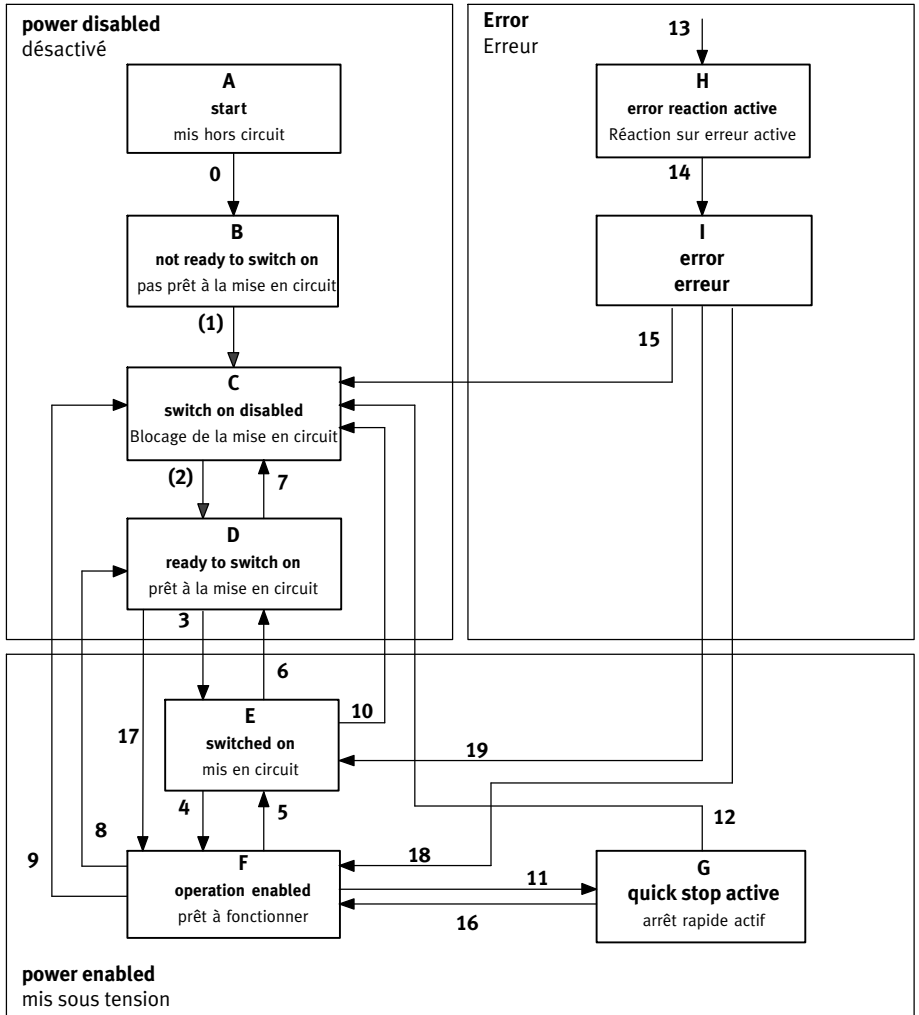 power disabled
désactivé
A
start
mis hors circuit
0
B
not ready to switch on
pas prêt à la mise en circuit
(1)
C
switch on disabled
Blocage de la mise en circuit
(2)
7
D
ready to switch on
prêt à la mise en circuit
3
Error
Erreur
13
H
error reaction active
Réaction sur erreur active
14
I
error
erreur
15
6
E
switched on
mis en circuit
10
17
19
4
5
8
9
12
18
F
operation enabled
prêt à fonctionner
11
16
G
quick stop active
arrêt rapide actif
power enabled
mis sous tension